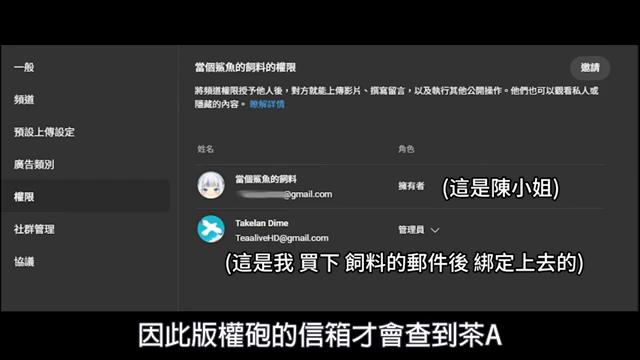 一般
頻道
預設上傳設定
廣告類別
權限
社群管理
協議
當個鯊魚的飼料的權限
邀請
將頻道權限授予他人後，對方就能上傳影片、撰寫留言，以及執行其他公開操作。他們也可以觀看私人或
隱藏的內容。 瞭解詳情
姓名
角色
當個鯊魚的飼料
@gmail.com
擁有者
(這是陳小姐)
Takelan Dime
TeaaliveHD@gmail.com
管理員
(這是我 買下 飼料的郵件後 綁定上去的)
因此版權砲的信箱才會查到茶A